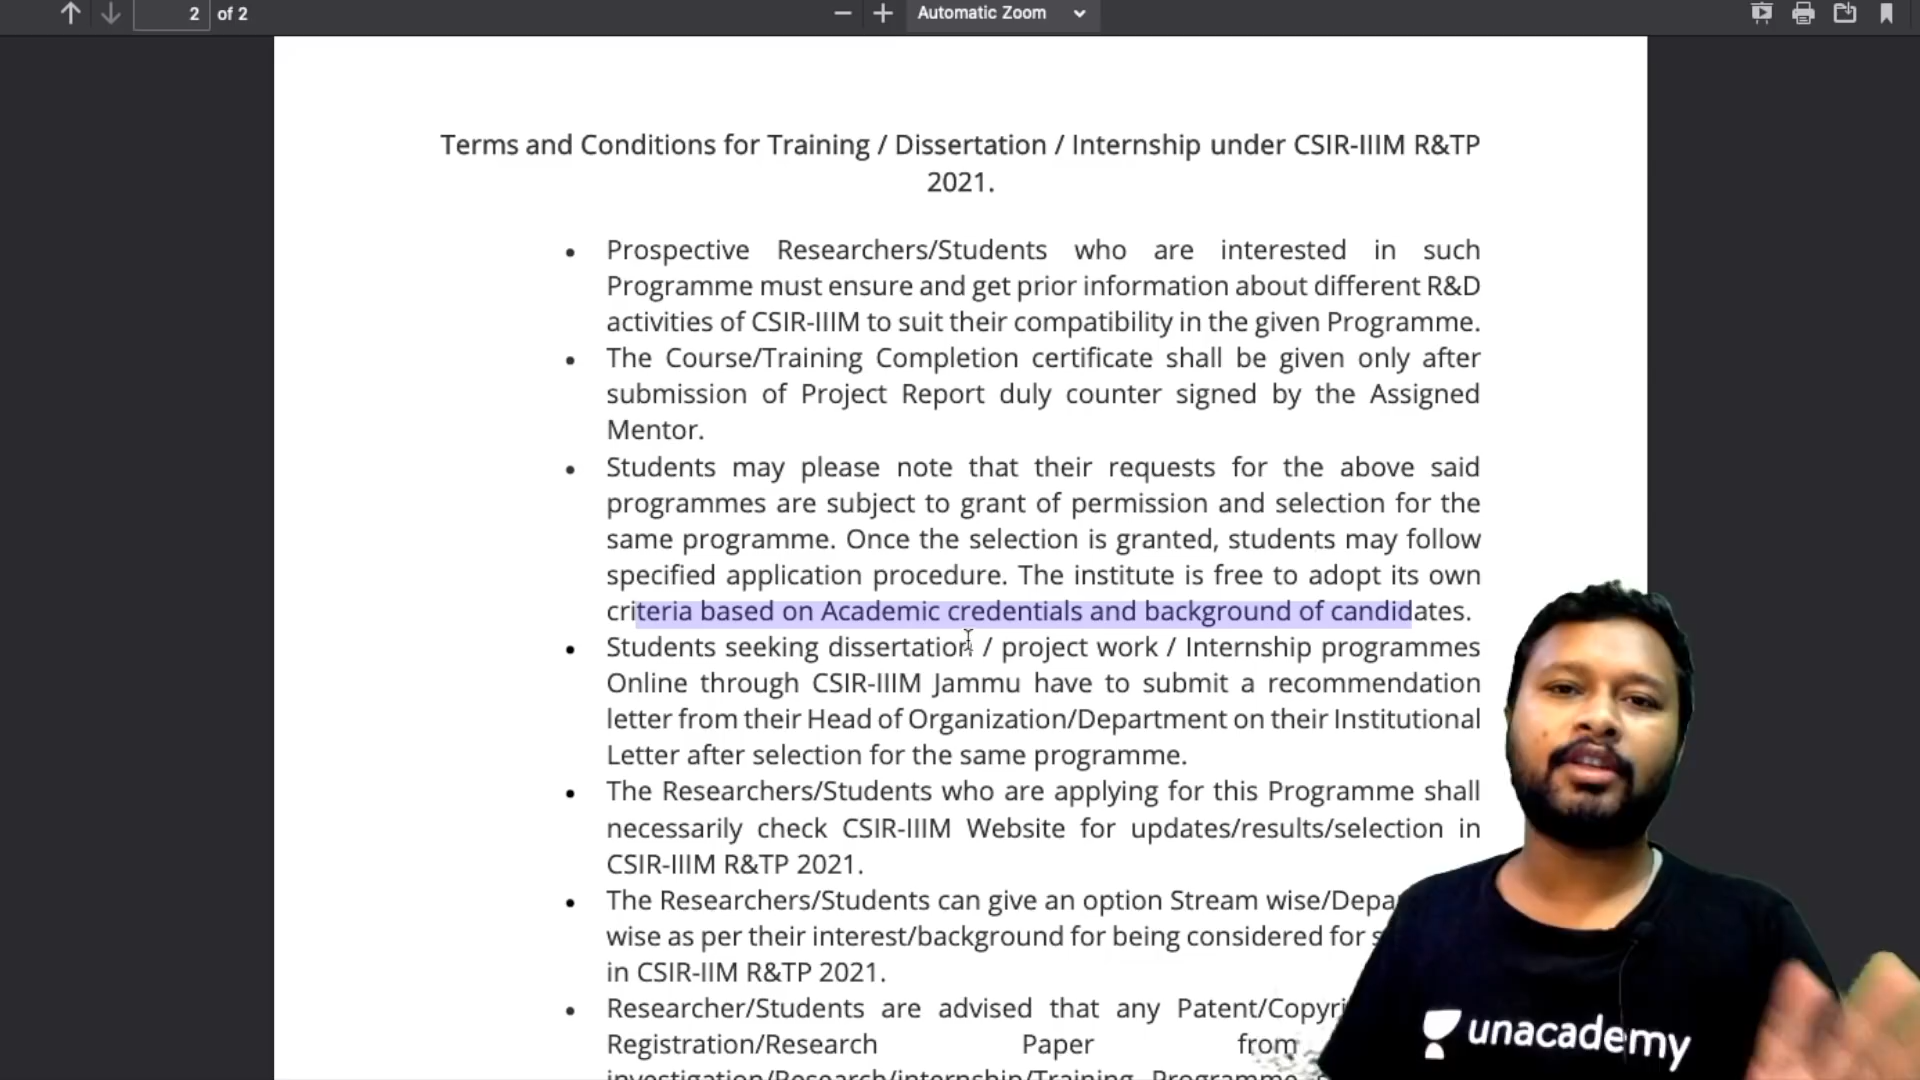 2 of 2
Automatic Zoom
Terms and Conditions for Training / Dissertation / Internship under CSIR-IIIM R&TP
2021.
• Prospective Researchers/Students who are interested in such
Programme must ensure and get prior information about different R&D
activities of CSIR-IIIM to suit their compatibility in the given Programme.
• The Course/Training Completion certificate shall be given only after
submission of Project Report duly counter signed by the Assigned
Mentor.
• Students may please note that their requests for the above said
programmes are subject to grant of permission and selection for the
same programme. Once the selection is granted, students may follow
specified application procedure. The institute is free to adopt its own
criteria based on Academic credentials and background of candidates.
• Students seeking dissertation / project work / Internship programmes
Online through CSIR-IIIM Jammu have to submit a recommendation
letter from their Head of Organization/Department on their Institutional
Letter after selection for the same programme.
• The Researchers/Students who are applying for this Programme shall
necessarily check CSIR-IIIM Website for updates/results/selection in
CSIR-IIIM R&TP 2021.
• The Researchers/Students can give an option Stream wise/Depa
wise as per their interest/background for being considered for s
in CSIR-IIM R&TP 2021.
• Researcher/Students are advised that any Patent/Copyri
Registration/Research Paper from
investigation/Research/internship/Training Programme
unacademy